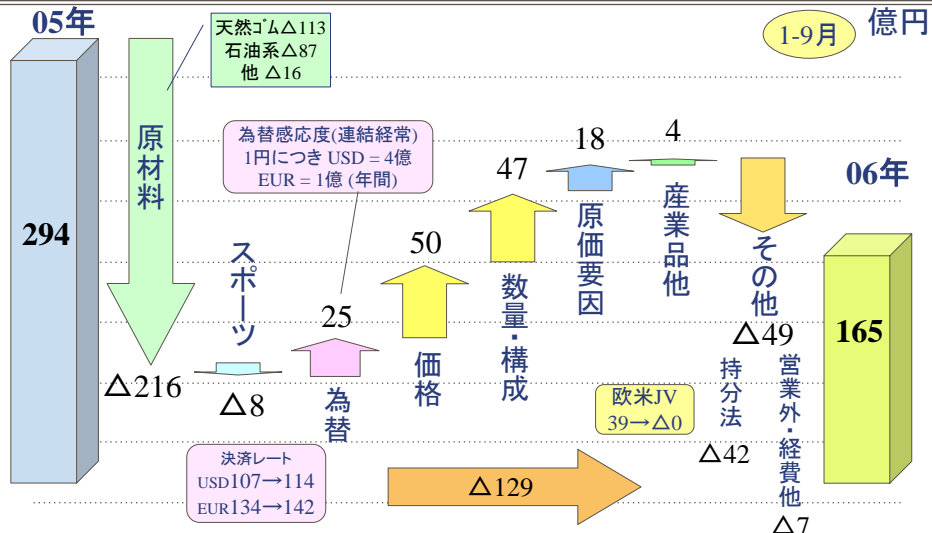 05年
天然ｺﾞﾑ△113
石油系△87
他 △16
1-9月
億円
294
原材料
△216
スポーツ
△8
為替感応度(連結経常)
1円につき USD = 4億
EUR = 1億 (年間)
25
為替
50
価格
47
数量・構成
18
原価要因
4
産業品他
その他
△49
持分法
△42
営業外・経費他
△7
欧米JV
39→△0
06年
165
決済レート
USD107→114
EUR134→142
△129